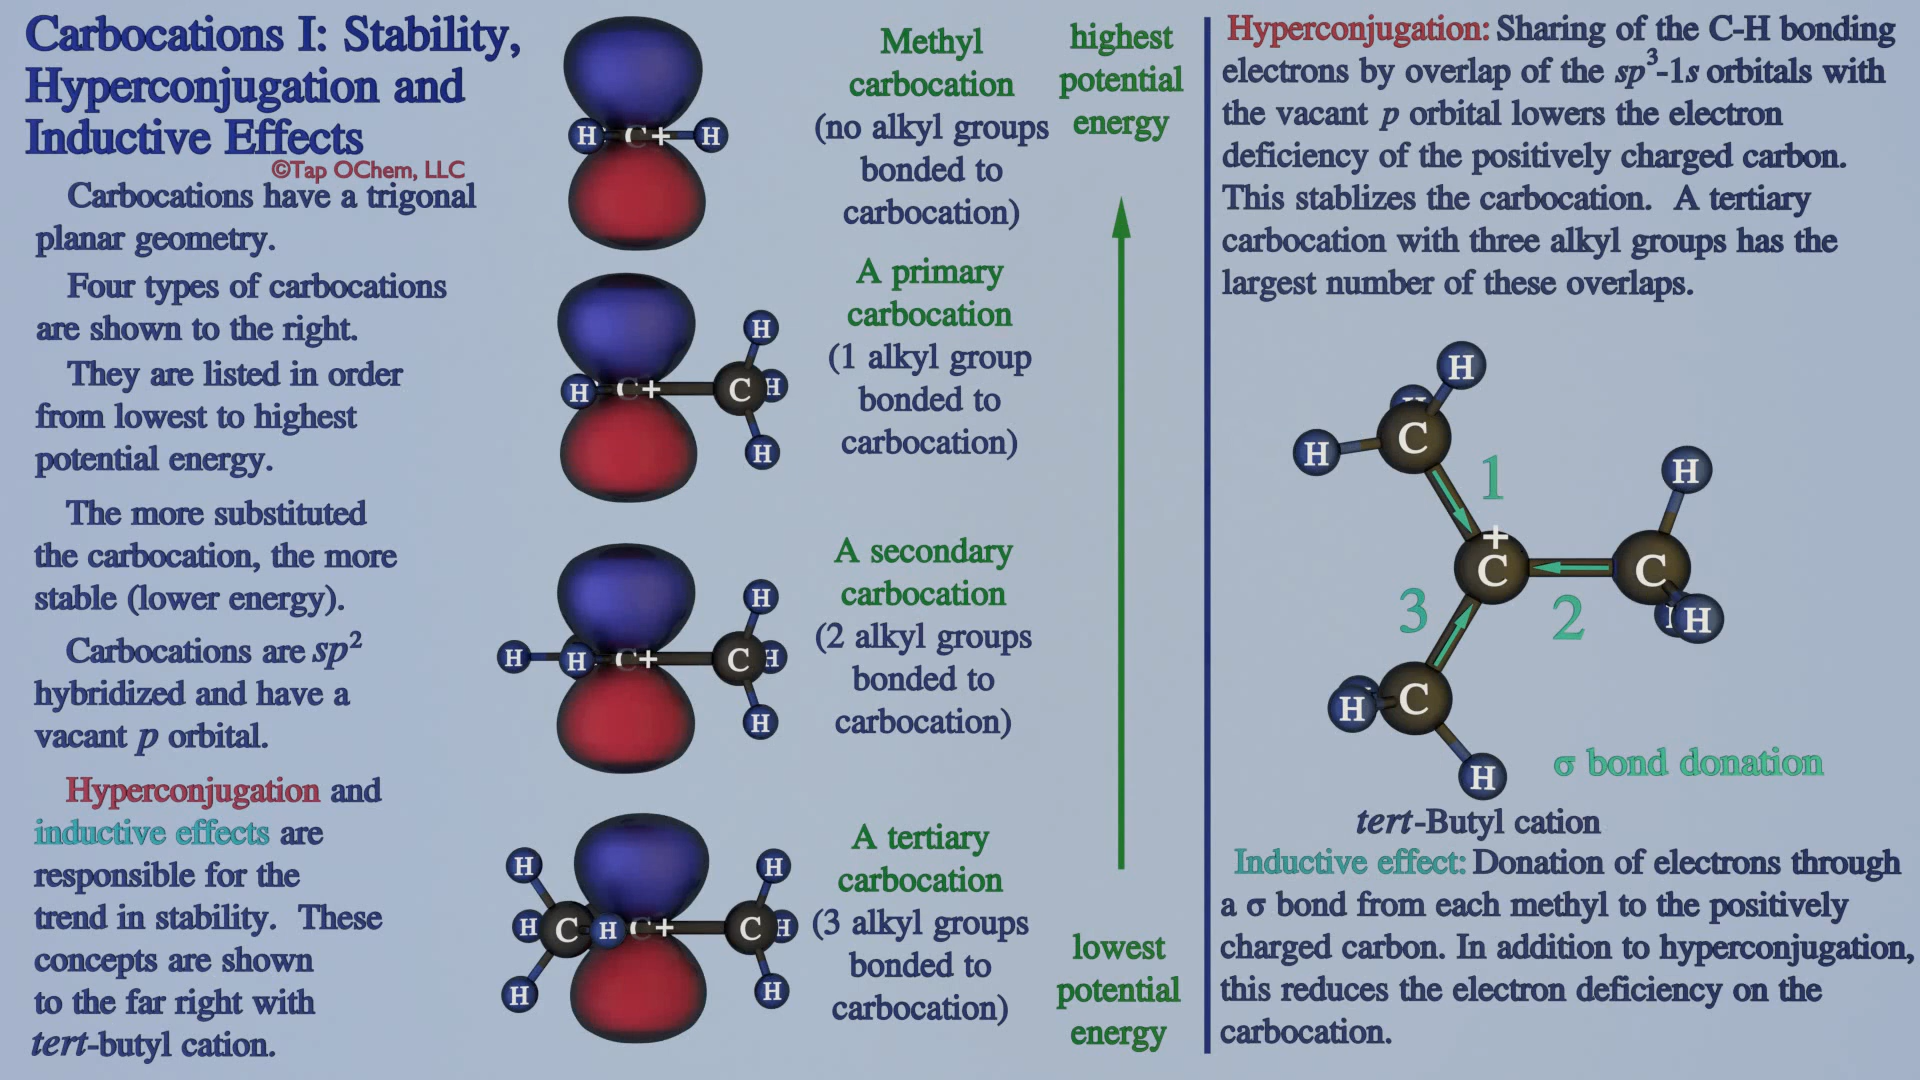 Carbocations I: Stability,
Hyperconjugation and
Inductive Effects
©Tap OChem, LLC
Carbocations have a trigonal
planar geometry.
Four types of carbocations
are shown to the right.
They are listed in order
from lowest to highest
potential energy.
The more substituted
the carbocation, the more
stable (lower energy).
Carbocations are sp²
hybridized and have a
vacant p orbital.
Hyperconjugation and
inductive effects are
responsible for the
trend in stability. These
concepts are shown
to the far right with
tert-butyl cation.
H C+ H
Methyl
carbocation
(no alkyl groups
bonded to
carbocation)
H
H C+ C H
H
A primary
carbocation
(1 alkyl group
bonded to
carbocation)
H
H H C+ C H
H
A secondary
carbocation
(2 alkyl groups
bonded to
carbocation)
H H
H C H C+ C H
H H
A tertiary
carbocation
(3 alkyl groups
bonded to
carbocation)
highest
potential
energy
lowest
potential
energy
Hyperconjugation: Sharing of the C-H bonding
electrons by overlap of the sp³-1s orbitals with
the vacant p orbital lowers the electron
deficiency of the positively charged carbon.
This stablizes the carbocation. A tertiary
carbocation with three alkyl groups has the
largest number of these overlaps.
H
H
H C
1
H
+
C C
3 2
H
H C
H
σ bond donation
tert-Butyl cation
Inductive effect: Donation of electrons through
a σ bond from each methyl to the positively
charged carbon. In addition to hyperconjugation,
this reduces the electron deficiency on the
carbocation.